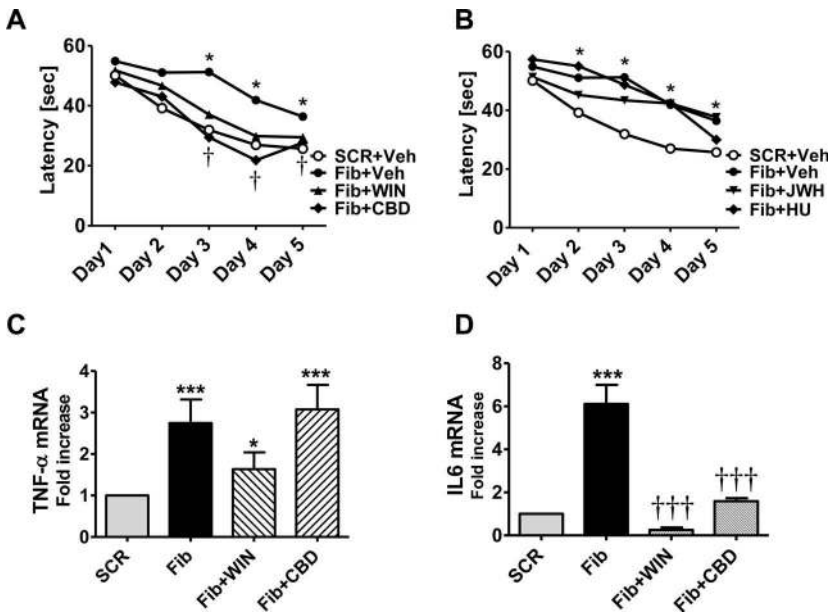 A
Latency [sec]
60
40
20
0
* * *
† † †
SCR+Veh
Fib+Veh
Fib+WIN
Fib+CBD
Day1 Day 2 Day 3 Day 4 Day 5
B
Latency [sec]
60
40
20
0
* * * *
SCR+Veh
Fib+Veh
Fib+JWH
Fib+HU
Day 1 Day 2 Day 3 Day 4 Day 5
C
TNF-α mRNA
Fold increase
4
3
2
1
0
*** * ***
SCR Fib Fib+WIN Fib+CBD
D
IL6 mRNA
Fold increase
8
6
4
2
0
*** ††† †††
SCR Fib Fib+WIN Fib+CBD